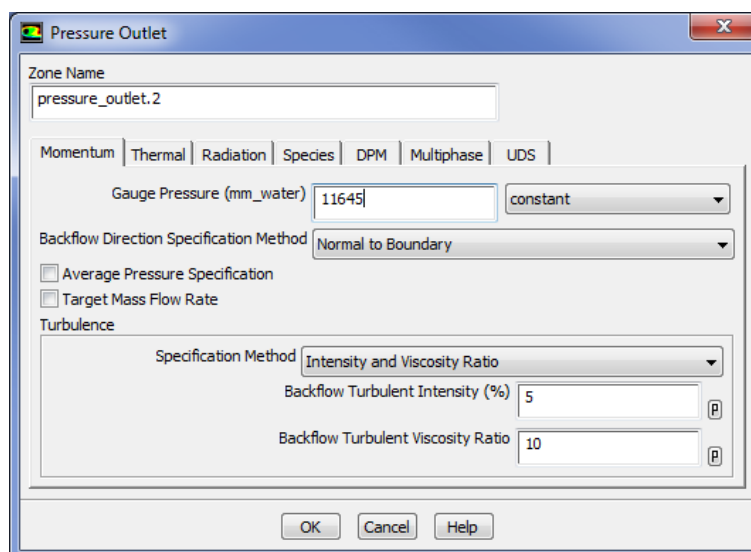 Pressure Outlet
X
Zone Name
pressure_outlet.2
Momentum Thermal Radiation Species DPM Multiphase UDS
Gauge Pressure (mm_water) 11645 constant
Backflow Direction Specification Method Normal to Boundary
Average Pressure Specification
Target Mass Flow Rate
Turbulence
Specification Method Intensity and Viscosity Ratio
Backflow Turbulent Intensity (%) 5 P
Backflow Turbulent Viscosity Ratio 10 P
OK Cancel Help